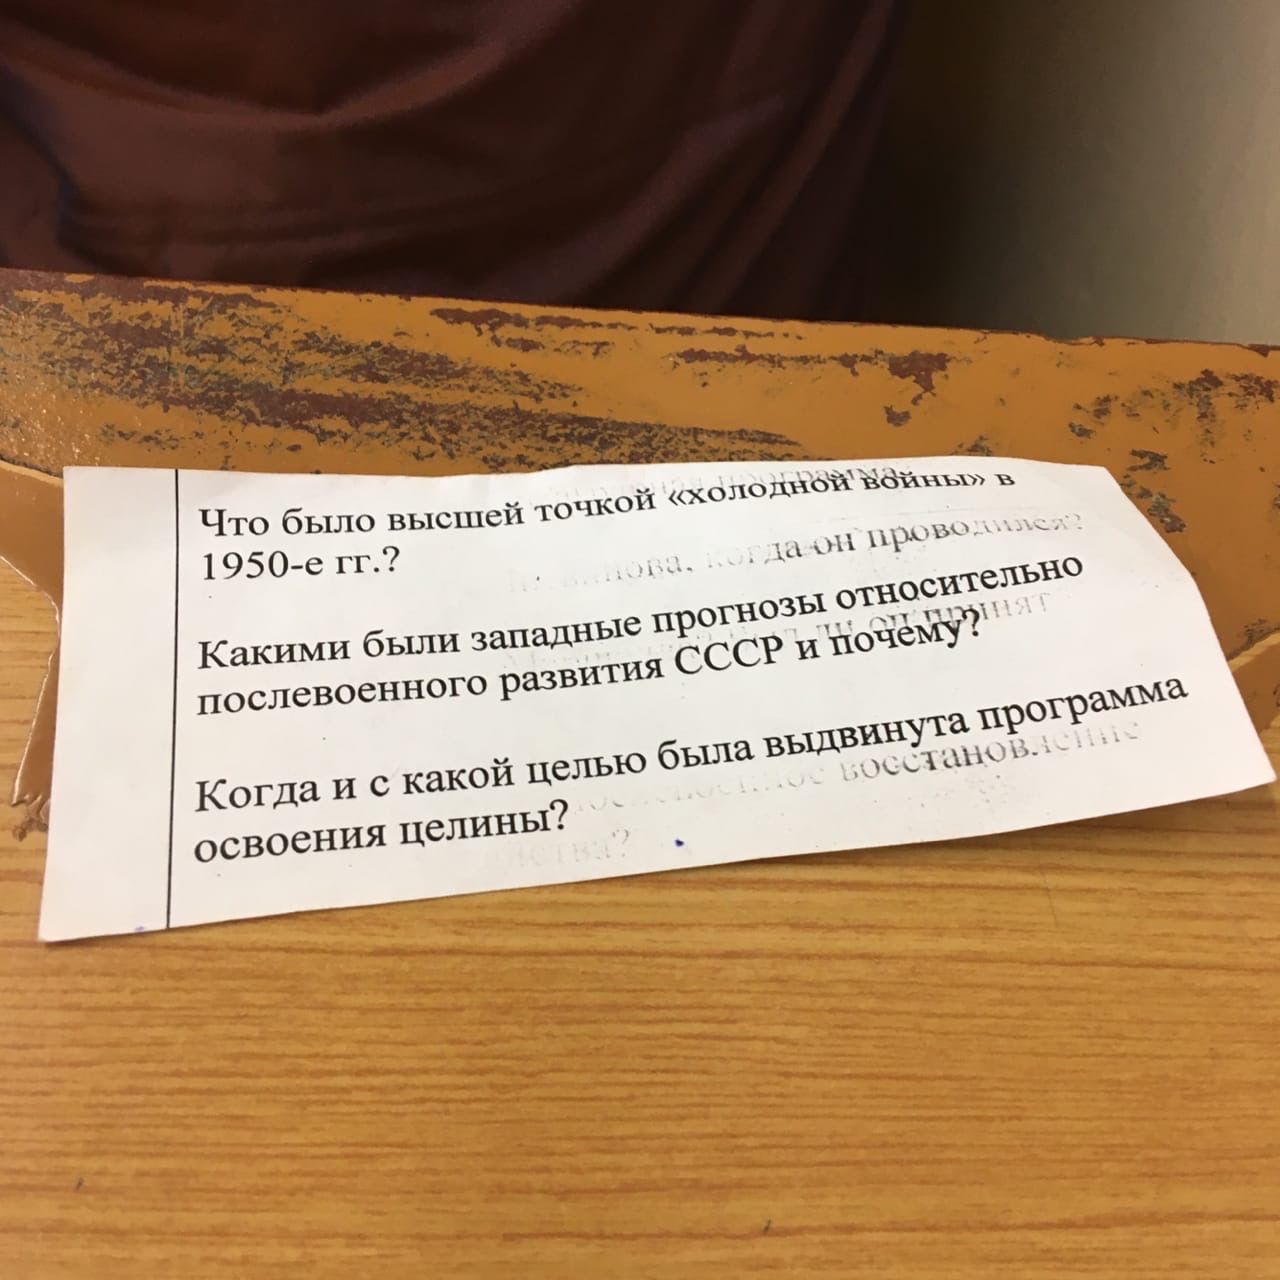 Что было высшей точкой «холодной войны» в
1950-е гг.?
Какими были западные прогнозы относительно
послевоенного развития СССР и почему?
Когда и с какой целью была выдвинута программа
освоения целины?